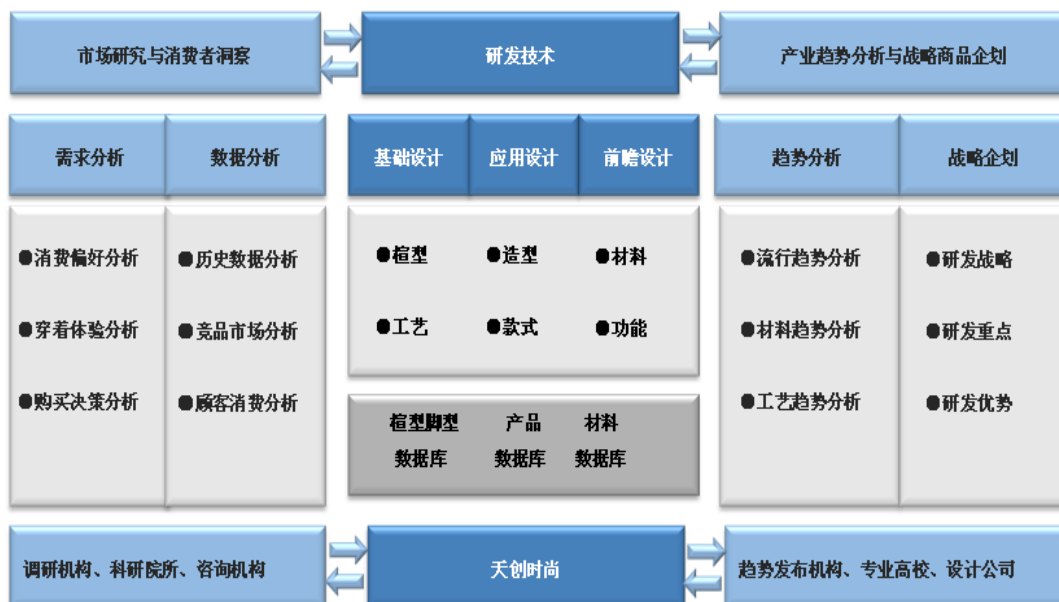 市场研究与消费者洞察
研发技术
产业趋势分析与战略商品企划
需求分析
数据分析
基础设计
应用设计
前瞻设计
趋势分析
战略企划
●消费偏好分析
●历史数据分析
●楦型
●造型
●材料
●流行趋势分析
●研发战略
●穿着体验分析
●竞品市场分析
●工艺
●款式
●功能
●材料趋势分析
●研发重点
●购买决策分析
●顾客消费分析
●工艺趋势分析
●研发优势
楦型脚型 产品 材料
数据库 数据库 数据库
调研机构、科研院所、咨询机构
天创时尚
趋势发布机构、专业高校、设计公司